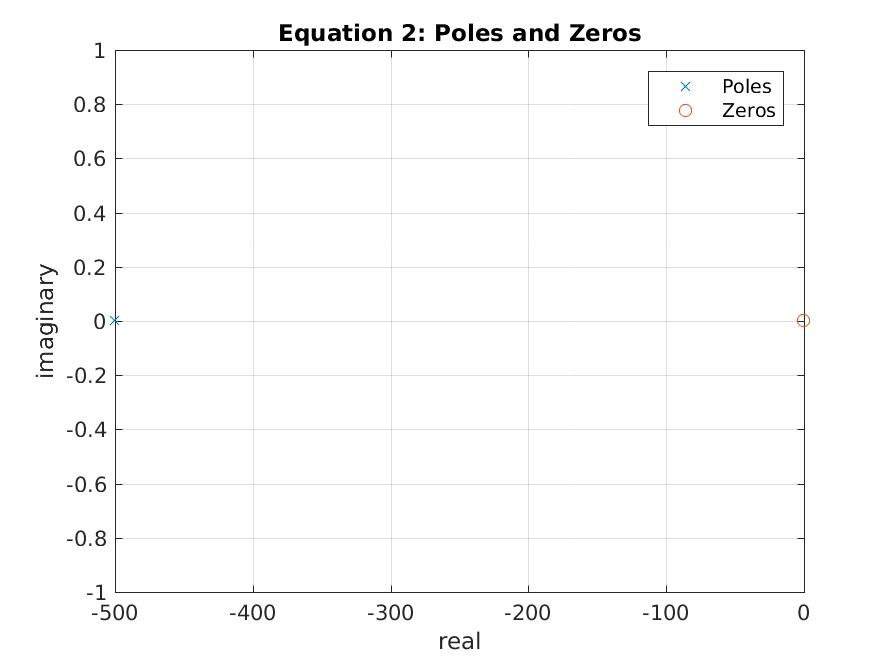 Equation 2: Poles and Zeros
1
0.8
0.6
0.4
0.2
0
-0.2
-0.4
-0.6
-0.8
-1
imaginary
Poles
Zeros
-500 -400 -300 -200 -100 0
real